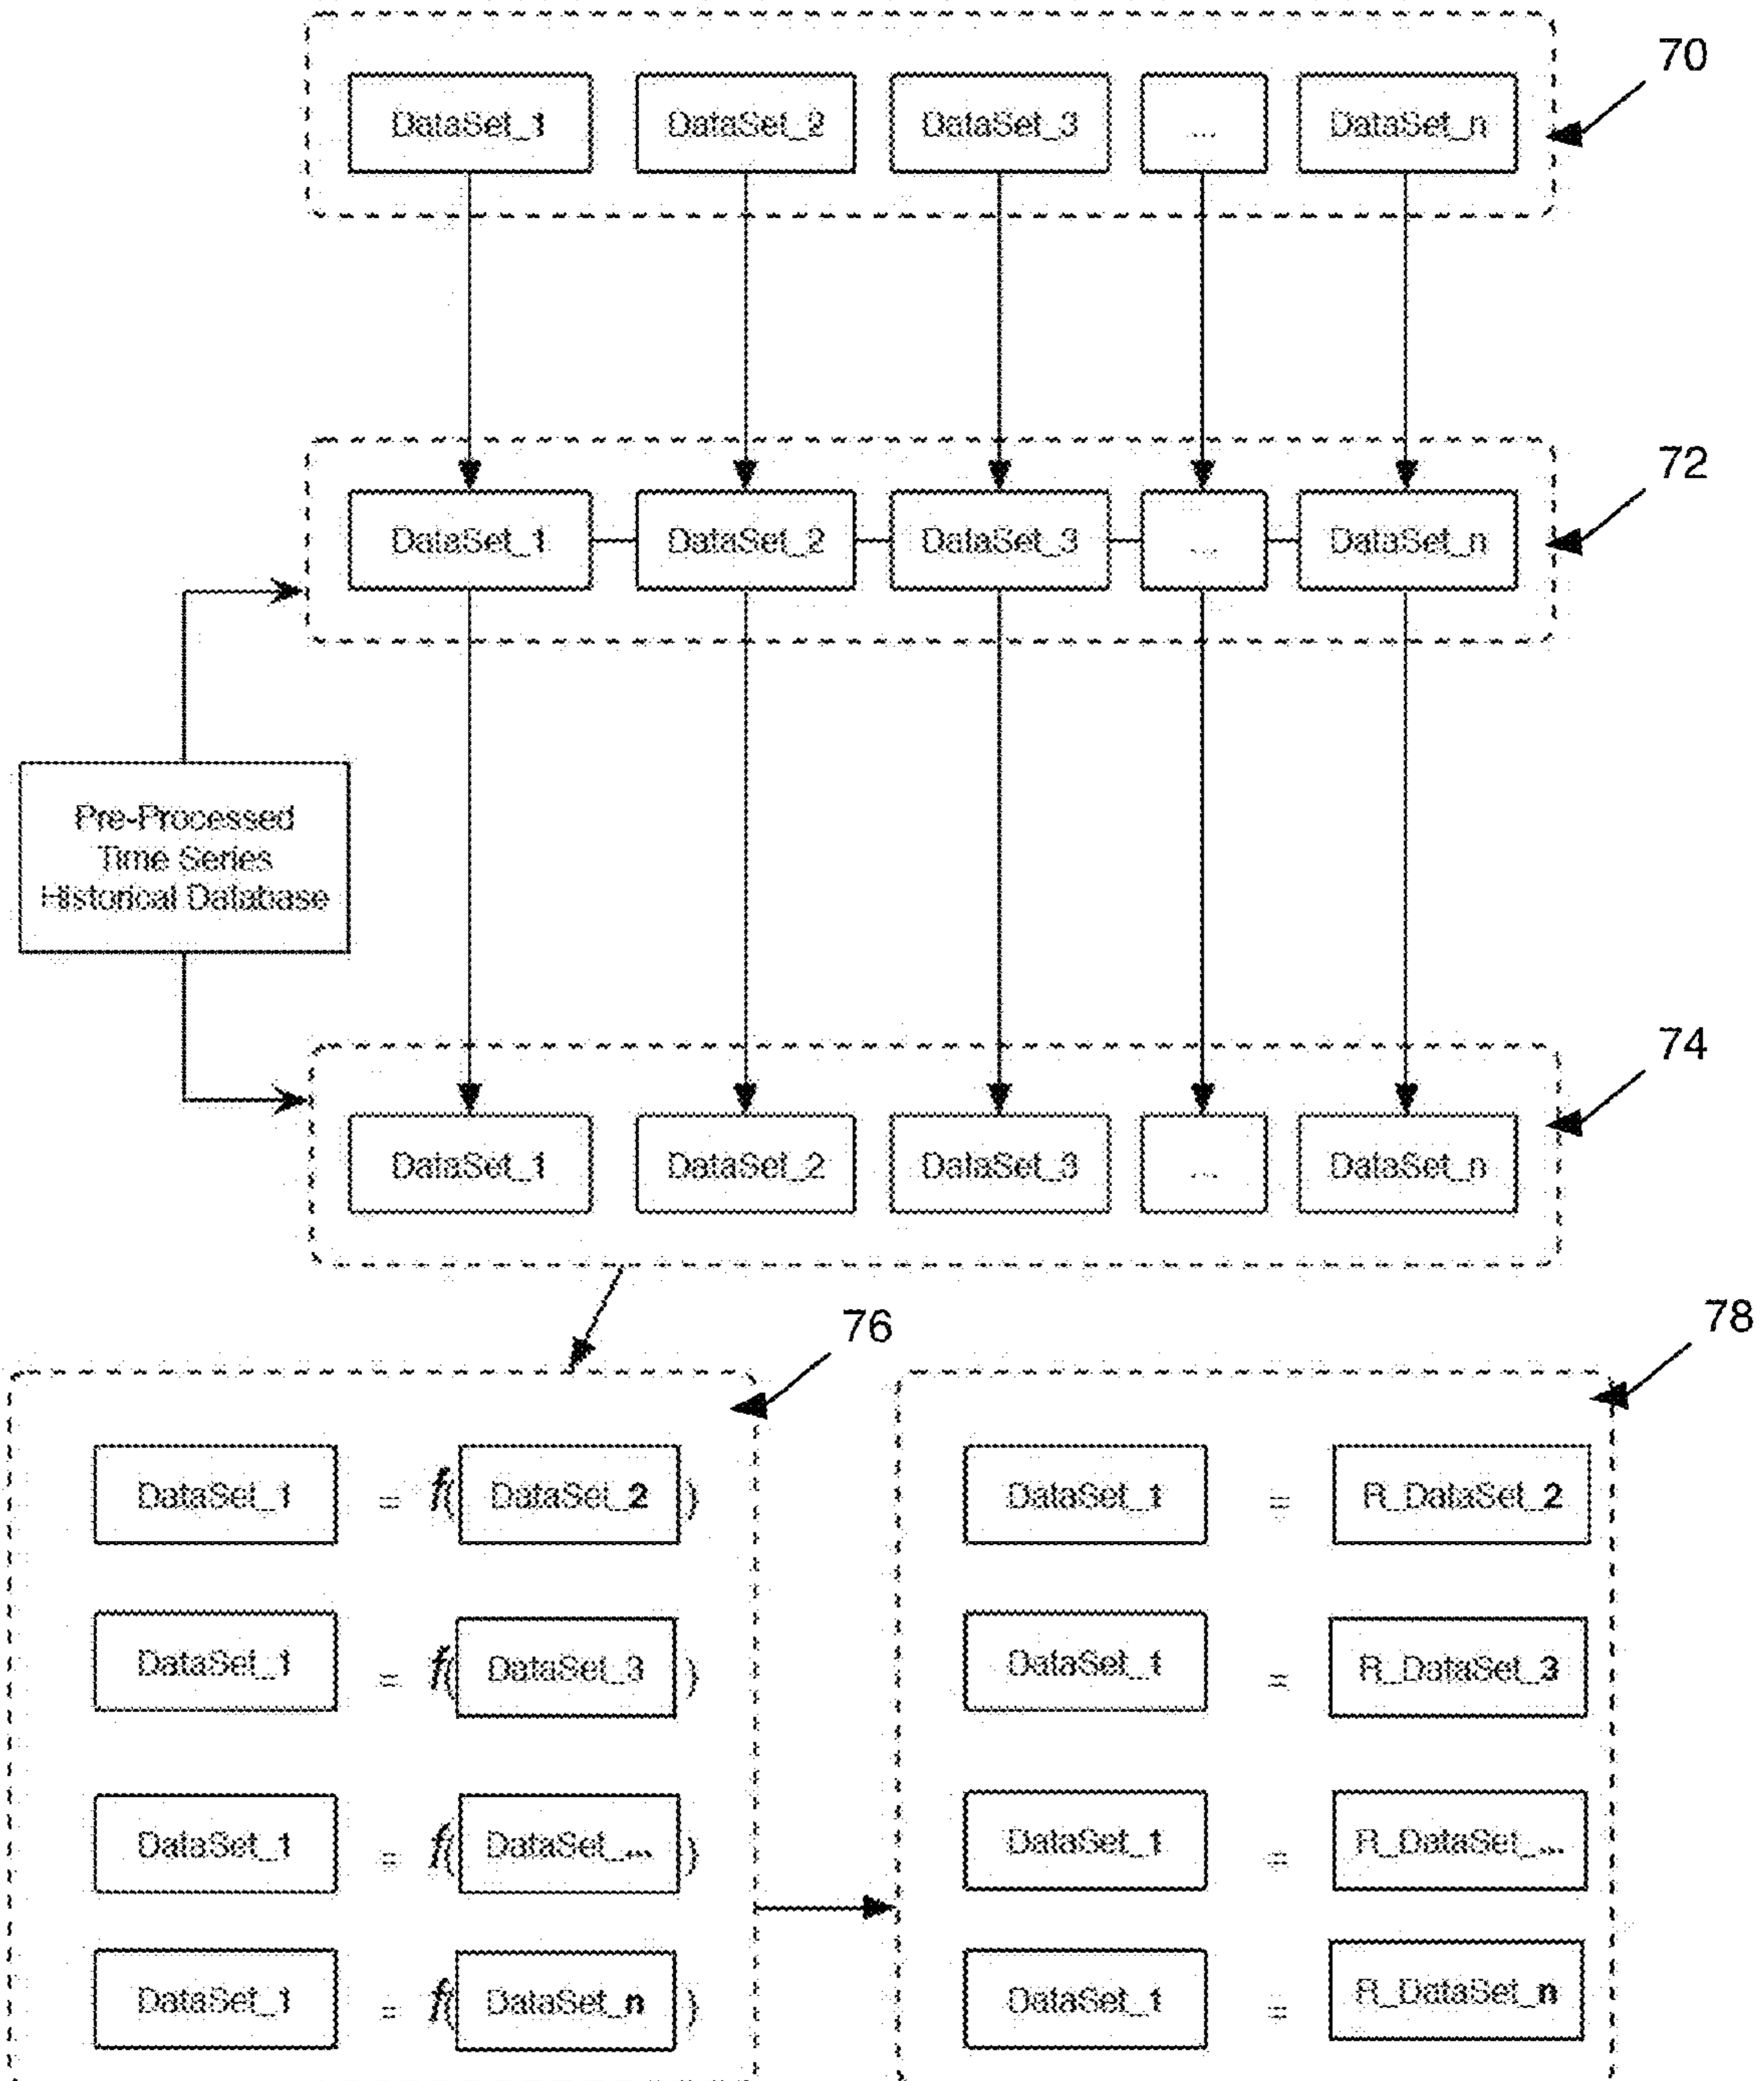 70
DataSet_1 DataSet_2 DataSet_3 ... DataSet_n
72
DataSet_1 DataSet_2 DataSet_3 ... DataSet_n
Pre-Processed
Time Series
Historical Database
74
DataSet_1 DataSet_2 DataSet_3 ... DataSet_n
76
DataSet_1 = f( DataSet_2 )
DataSet_1 = f( DataSet_3 )
DataSet_1 = f( DataSet_... )
DataSet_1 = f( DataSet_n )
78
DataSet_1 = R_DataSet_2
DataSet_1 = R_DataSet_3
DataSet_1 = R_DataSet_...
DataSet_1 = R_DataSet_n